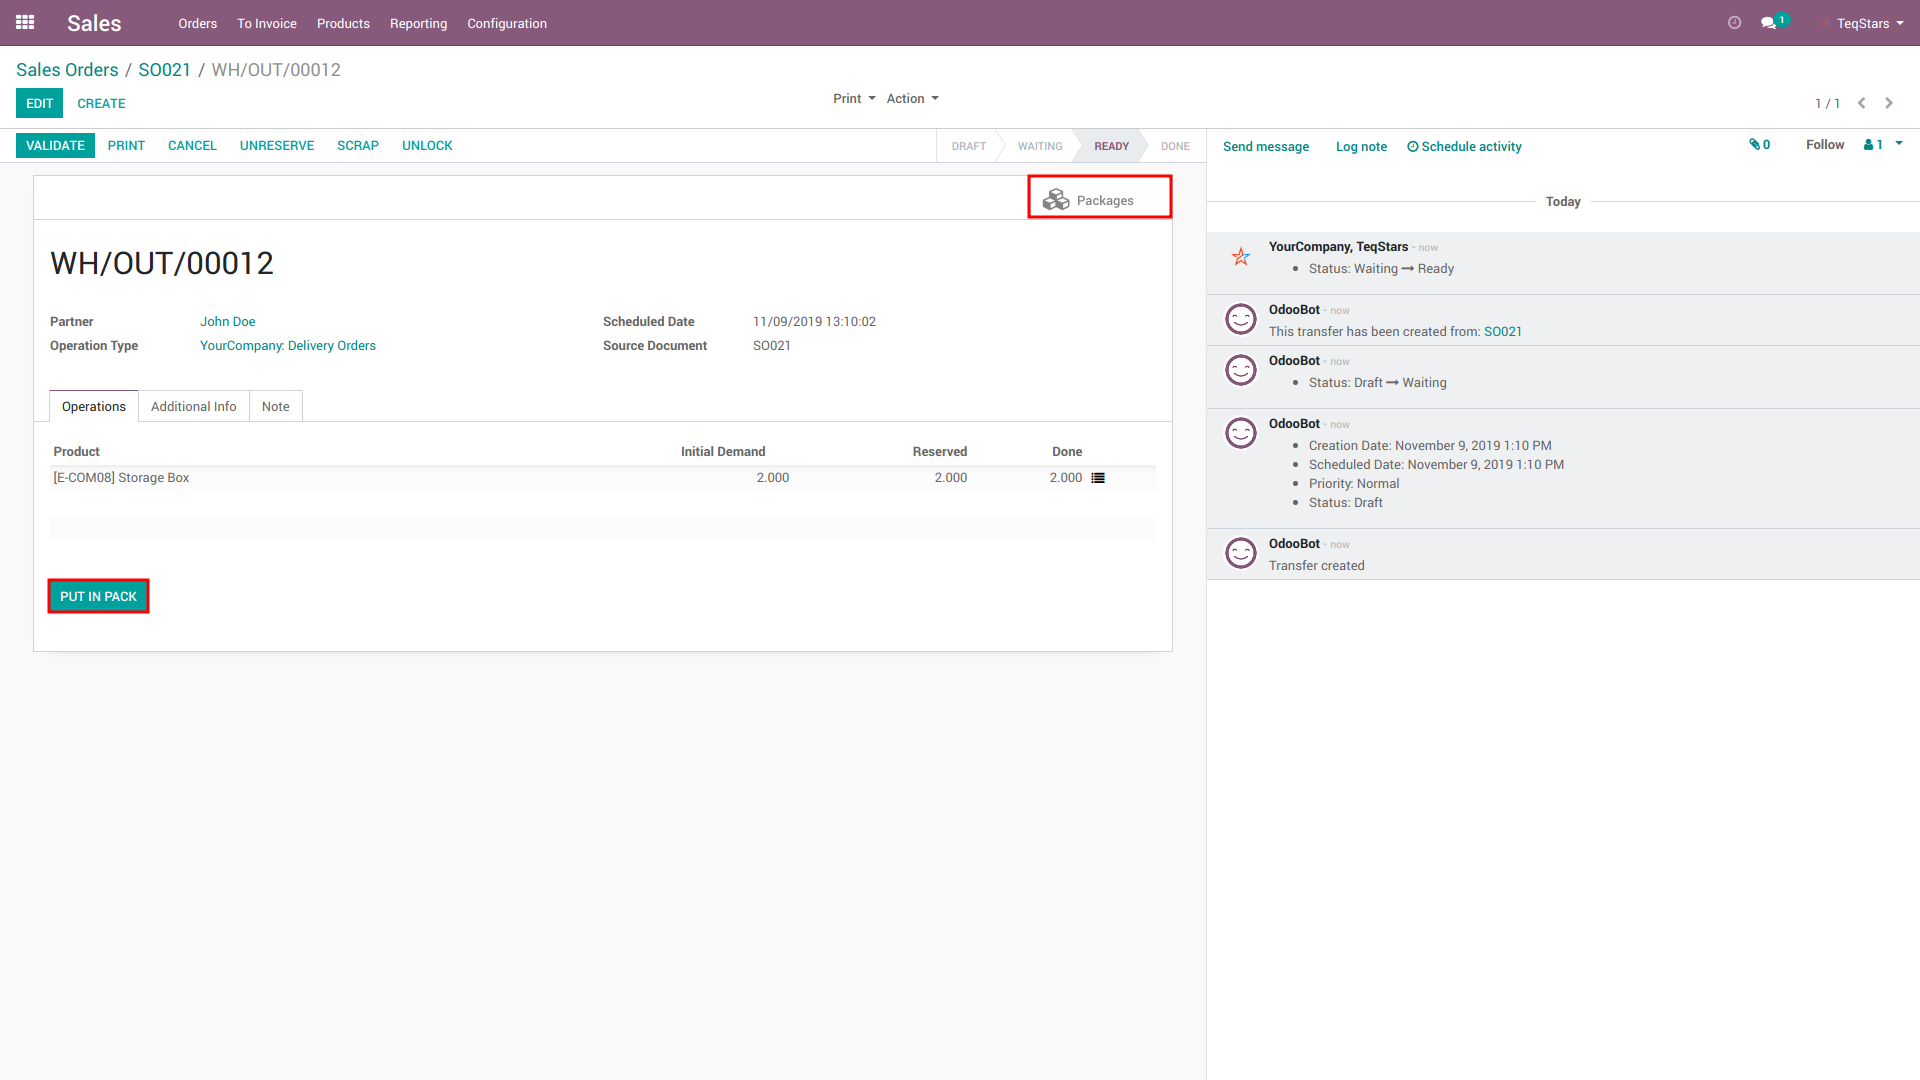 Sales Orders To Invoice Products Reporting Configuration 1 TeqStars
Sales Orders / SO021 / WH/OUT/00012
EDIT CREATE Print Action 1 / 1
VALIDATE PRINT CANCEL UNRESERVE SCRAP UNLOCK DRAFT WAITING READY DONE
Send message Log note Schedule activity 0 Follow 1
Packages
WH/OUT/00012
Partner John Doe Scheduled Date 11/09/2019 13:10:02
Operation Type YourCompany: Delivery Orders Source Document SO021
Operations Additional Info Note
Product Initial Demand Reserved Done
[E-COM08] Storage Box 2.000 2.000 2.000
PUT IN PACK
Today
YourCompany, TeqStars - now
• Status: Waiting → Ready
OdooBot - now
This transfer has been created from: SO021
OdooBot - now
• Status: Draft → Waiting
OdooBot - now
• Creation Date: November 9, 2019 1:10 PM
• Scheduled Date: November 9, 2019 1:10 PM
• Priority: Normal
• Status: Draft
OdooBot - now
Transfer created